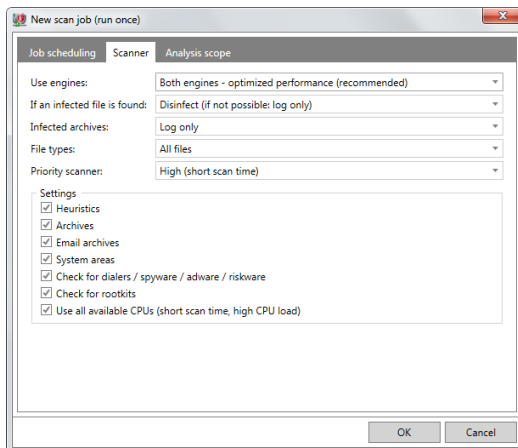 New scan job (run once)
Job scheduling Scanner Analysis scope
Use engines: Both engines - optimized performance (recommended)
If an infected file is found: Disinfect (if not possible: log only)
Infected archives: Log only
File types: All files
Priority scanner: High (short scan time)
Settings
Heuristics
Archives
Email archives
System areas
Check for dialers / spyware / adware / riskware
Check for rootkits
Use all available CPUs (short scan time, high CPU load)
OK Cancel